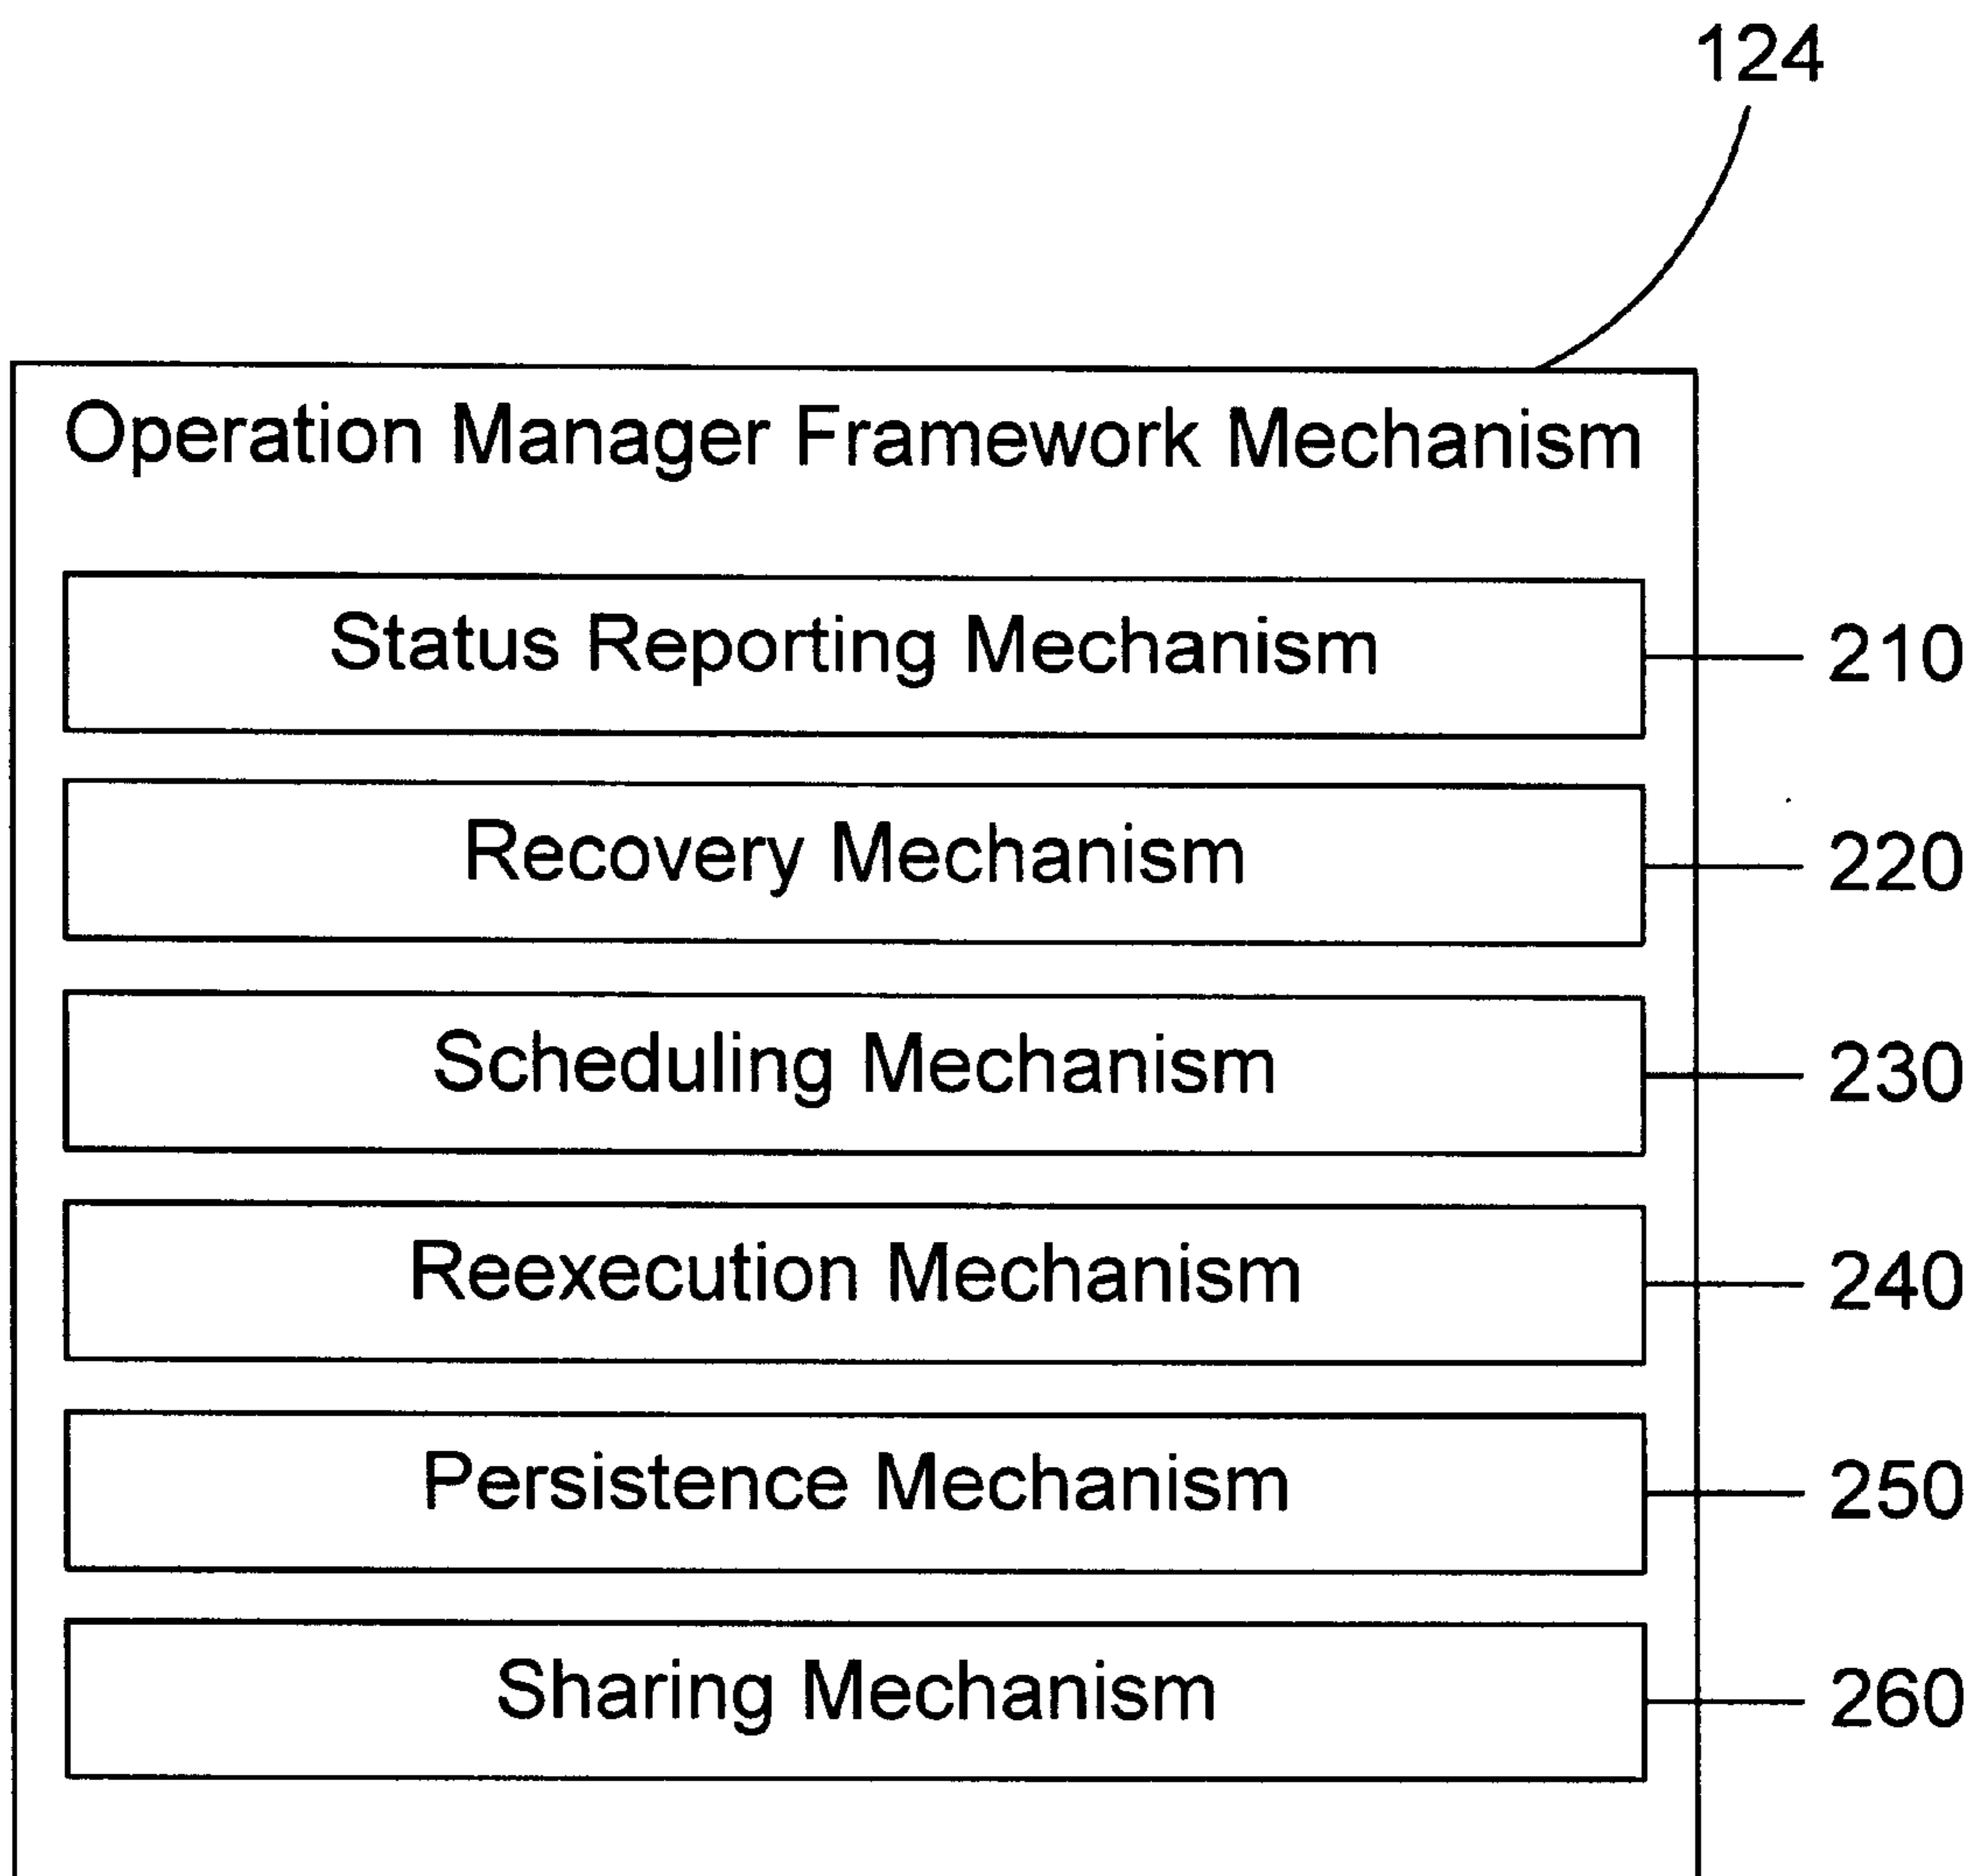 124
Operation Manager Framework Mechanism
Status Reporting Mechanism
210
Recovery Mechanism
220
Scheduling Mechanism
230
Reexecution Mechanism
240
Persistence Mechanism
250
Sharing Mechanism
260